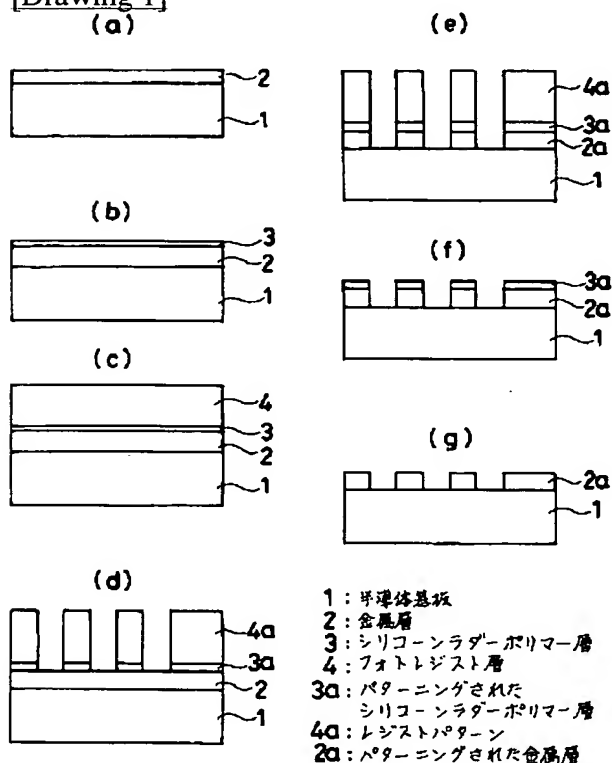 [Drawing 1]
(a)
2
1
(b)
3
2
1
(c)
4
3
2
1
(d)
4a
3a
2
1
(e)
4a
3a
2a
1
(f)
3a
2a
1
(g)
2a
1
1:半導体基板
2:金属層
3:シリコーンラダーポリマー層
4:フォトレジスト層
3a:パターニングされた
シリコーンラダーポリマー層
4a:レジストパターン
2a:パターニングされた金属層